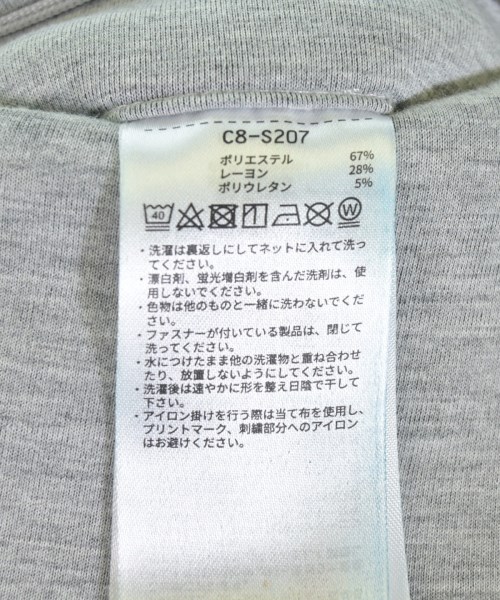 C8-S207
ポリエステル 67%
レーヨン 28%
ポリウレタン 5%
40 W
・洗濯は裏返しにしてネットに入れて洗っ
てください。
・漂白剤、蛍光増白剤を含んだ洗剤は、使
用しないでください。
・色物は他のものと一緒に洗わないでくだ
さい。
・ファスナーが付いている製品は、閉じて
洗ってください。
・水につけたまま他の洗濯物と重ね合わせ
たり、放置しないようにしてください。
・洗濯後は速やかに形を整え日陰で干して
下さい。
・アイロン掛けを行う際は当て布を使用し、
プリントマーク、刺繍部分へのアイロン
はお避けください。